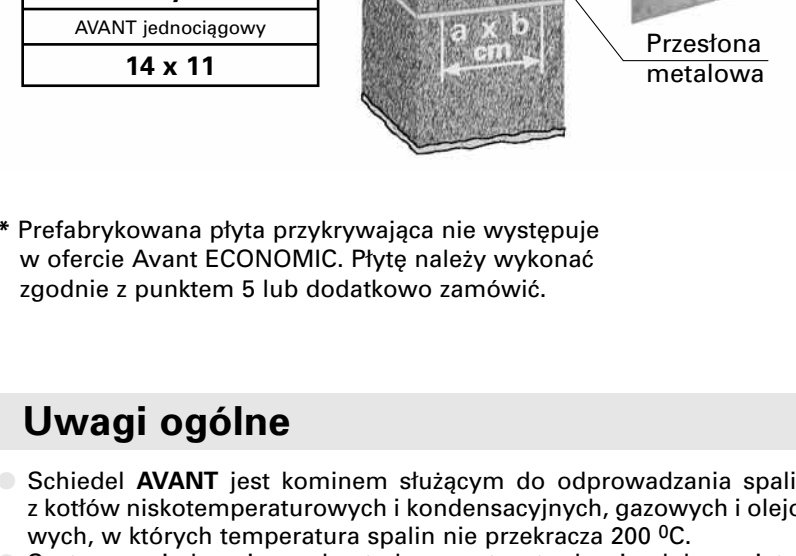 AVANT jednociągowy
14 x 11
a x b
cm
Przesłona
metalowa
* Prefabrykowana płyta przykrywająca nie występuje
w ofercie Avant ECONOMIC. Płytę należy wykonać
zgodnie z punktem 5 lub dodatkowo zamówić.
Uwagi ogólne
Schiedel AVANT jest kominem służącym do odprowadzania spali
z kotłów niskotemperaturowych i kondensacyjnych, gazowych i olejo
wych, w których temperatura spalin nie przekracza 200 ⁰C.